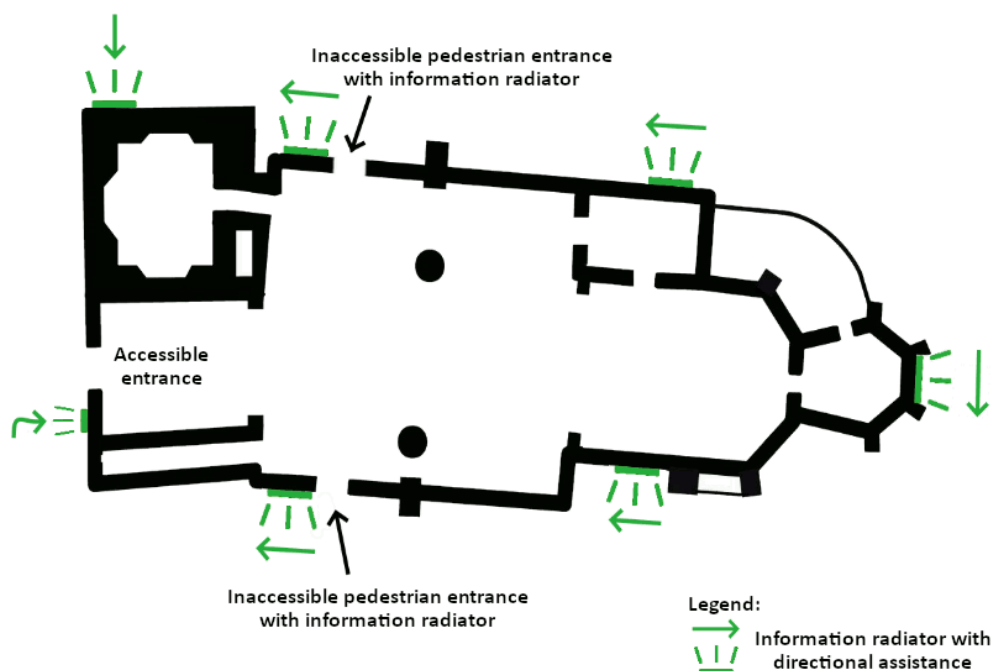 Inaccessible pedestrian entrance
with information radiator
Accessible
entrance
Inaccessible pedestrian entrance
with information radiator
Legend:
Information radiator with
directional assistance